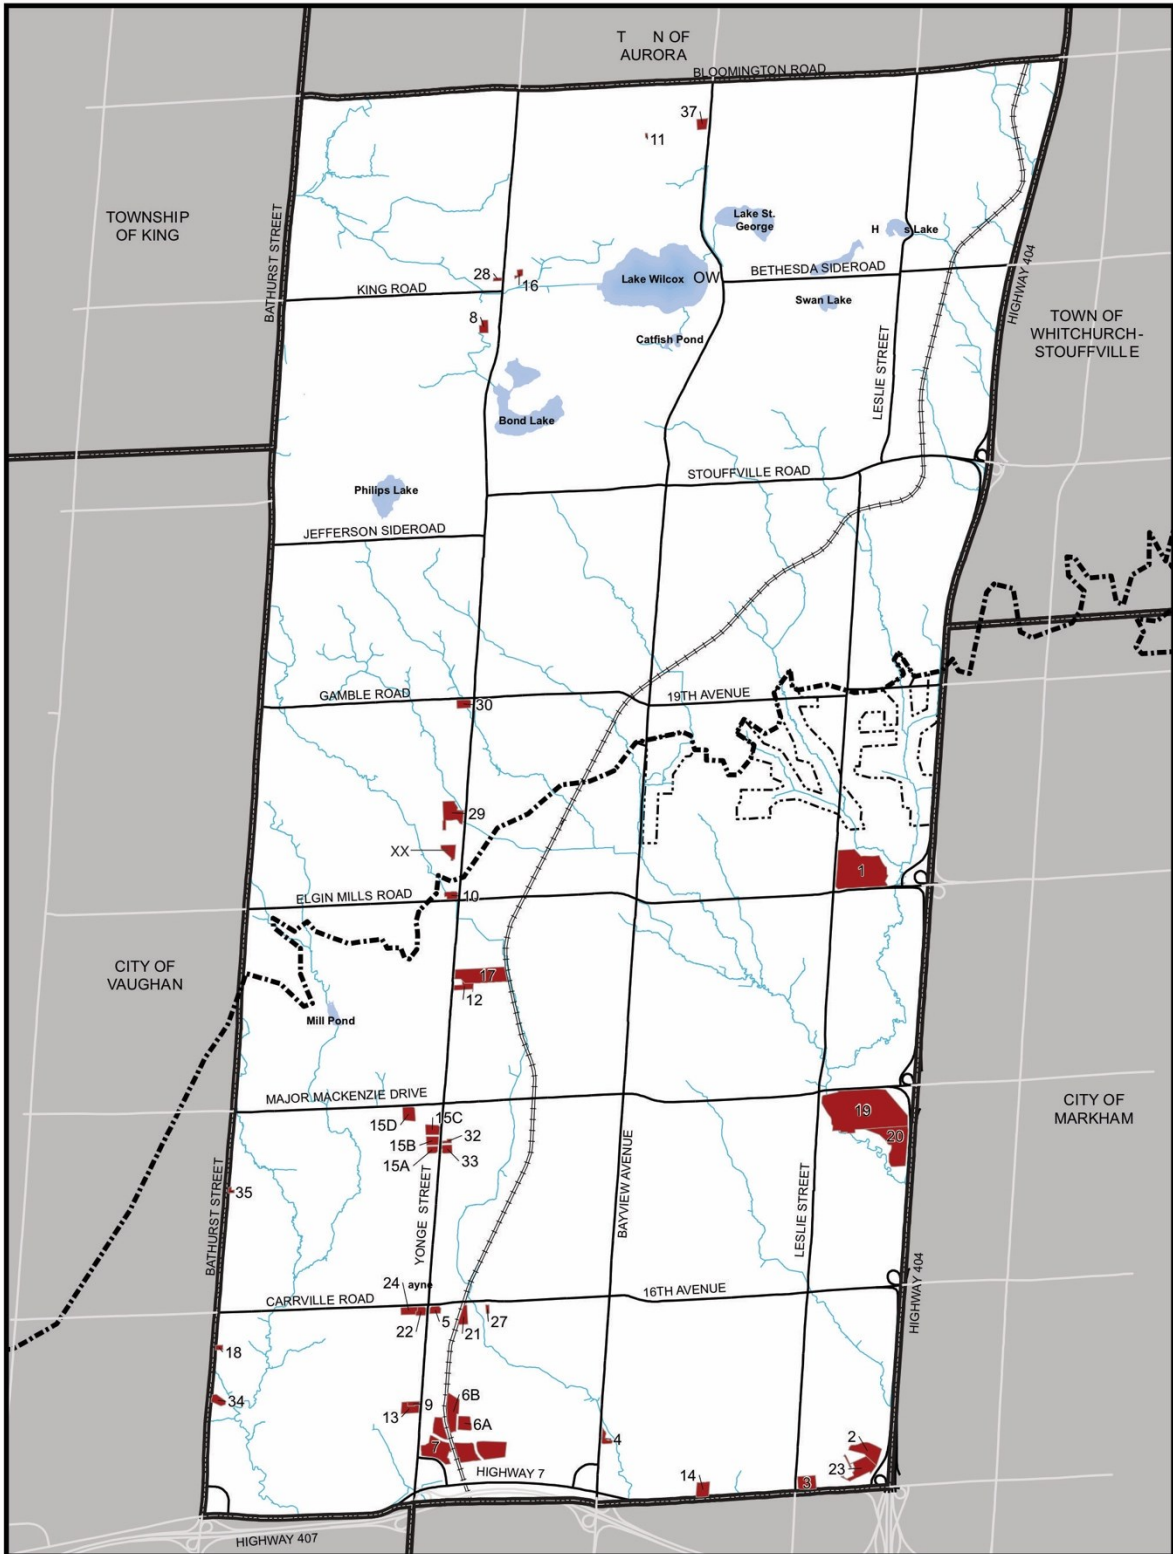 T N OF
AURORA
BLOOMINGTON ROAD
37
11
TOWNSHIP
OF KING
BATHURST STREET
Lake St.
George
H s Lake
HIGHWAY 404
28
16
KING ROAD
Lake Wilcox
OW
BETHESDA SIDEROAD
Swan Lake
8
Catfish Pond
TOWN OF
WHITCHURCH-
STOUFFVILLE
LESLIE STREET
Bond Lake
STOUFFVILLE ROAD
Philips Lake
JEFFERSON SIDEROAD
GAMBLE ROAD
19TH AVENUE
30
29
XX
1
ELGIN MILLS ROAD
10
CITY OF
VAUGHAN
17
12
Mill Pond
MAJOR MACKENZIE DRIVE
15D
15C
15B
32
15A
33
19
20
CITY OF
MARKHAM
35
BATHURST STREET
YONGE STREET
BAYVIEW AVENUE
LESLIE STREET
HIGHWAY 404
24
ayne
CARRVILLE ROAD
16TH AVENUE
22
5
21
27
18
34
13
9
6B
6A
7
4
2
23
HIGHWAY 7
14
3
HIGHWAY 407